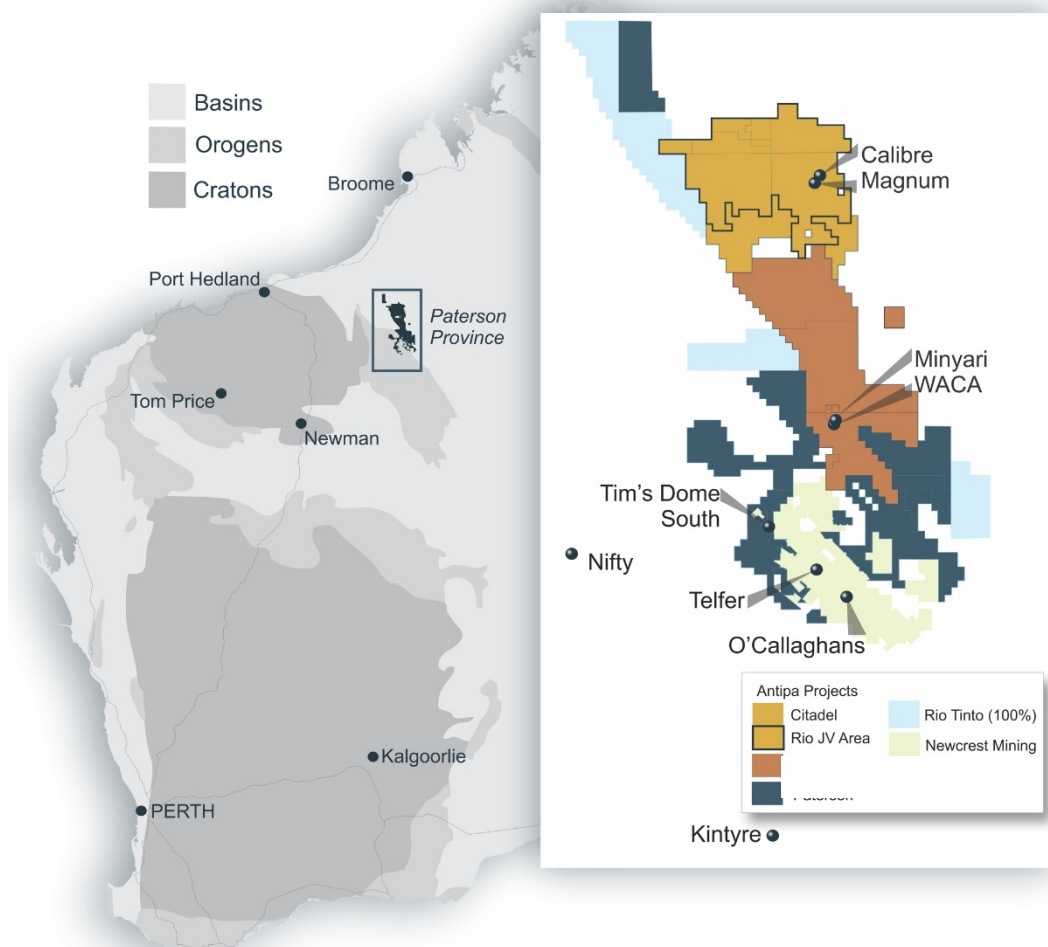 Basins
Orogens
Cratons
Broome
Port Hedland
Paterson
Province
Tom Price
Newman
Kalgoorlie
PERTH
Calibre
Magnum
Minyari
WACA
Tim's Dome
South
Nifty
Telfer
O'Callaghans
Antipa Projects
Citadel
Rio JV Area
Rio Tinto (100%)
Newcrest Mining
Kintyre